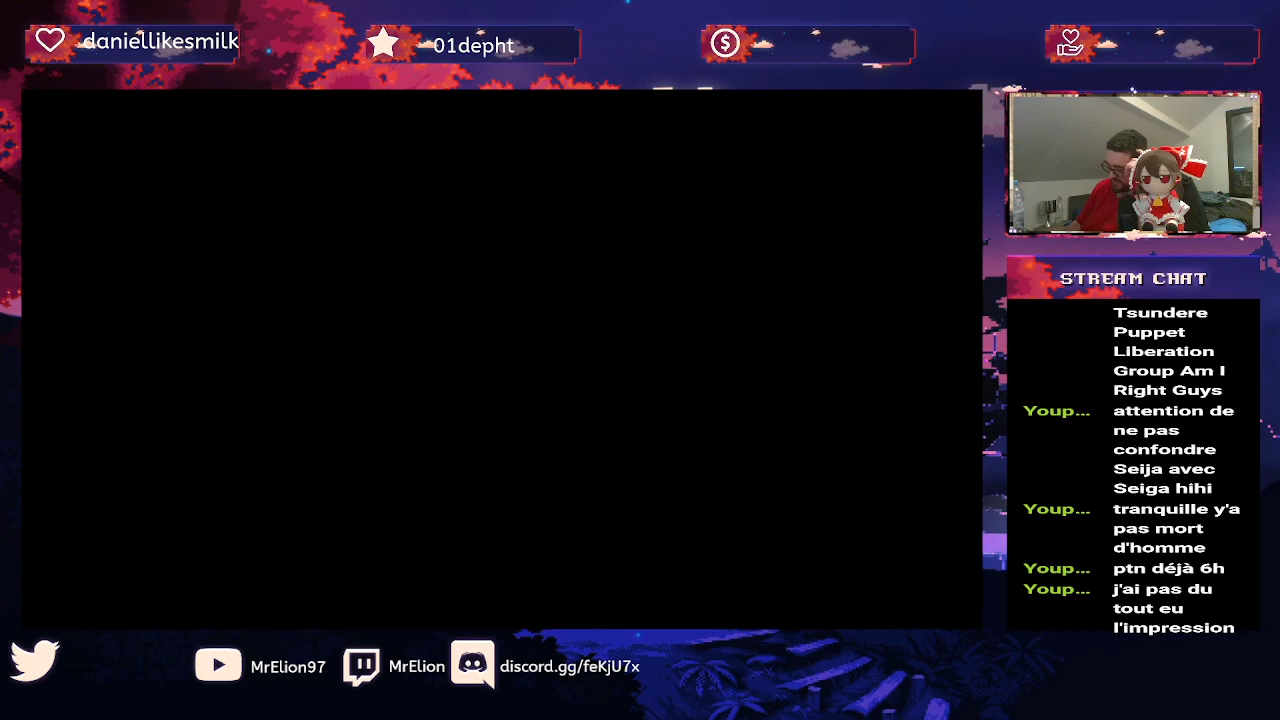 daniellikesmilk
01depht
STREAM CHAT
Tsundere
Puppet
Liberation
Group Am I
Right Guys
Youp... attention de
ne pas
confondre
Seija avec
Seiga hihi
Youp... tranquille y'a
pas mort
d'homme
Youp... ptn déjà 6h
Youp... j'ai pas du
tout eu
l'impression
MrElion97
MrElion
discord.gg/feKjU7x